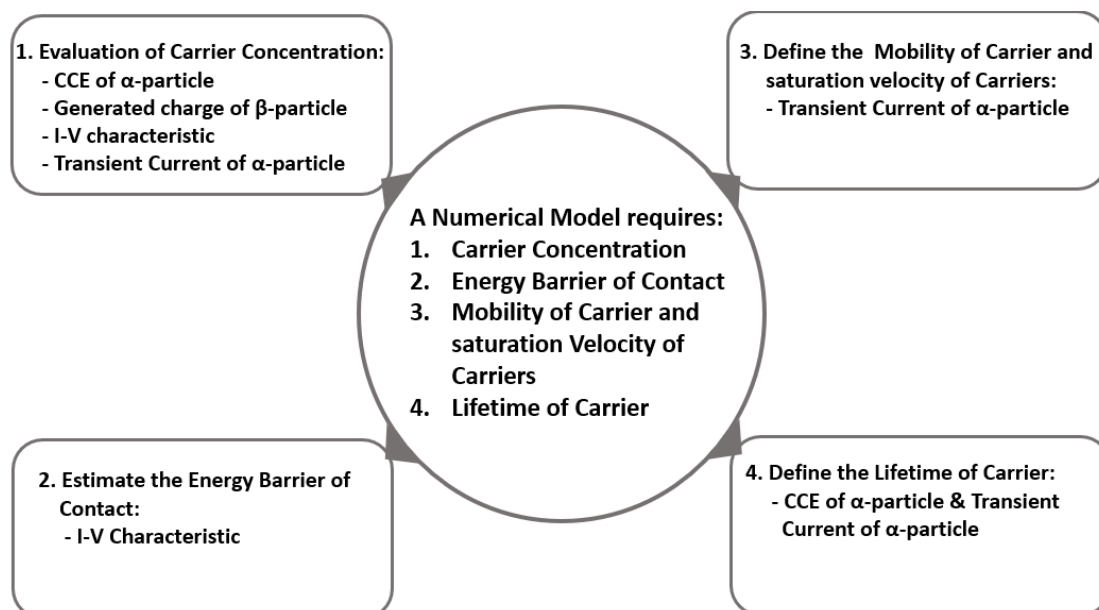 1. Evaluation of Carrier Concentration:
- CCE of α-particle
- Generated charge of β-particle
- I-V characteristic
- Transient Current of α-particle
3. Define the Mobility of Carrier and
saturation velocity of Carriers:
- Transient Current of α-particle
A Numerical Model requires:
1. Carrier Concentration
2. Energy Barrier of Contact
3. Mobility of Carrier and
saturation Velocity of
Carriers
4. Lifetime of Carrier
2. Estimate the Energy Barrier of
Contact:
- I-V Characteristic
4. Define the Lifetime of Carrier:
- CCE of α-particle & Transient
Current of α-particle